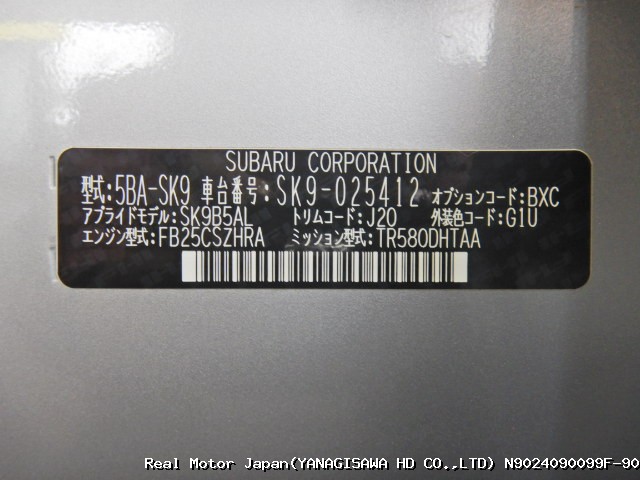 SUBARU CORPORATION
型式:5BA-SK9 車台番号:SK9-025412 オプションコード:BXC
アプライドモデル:SK9B5AL トリムコード:J20 外装色コード:G1U
エンジン型式:FB25CSZHRA ミッション型式:TR580DHTAA
Real Motor Japan(YANAGISAWA HD CO.,LTD) N9024090099F-90